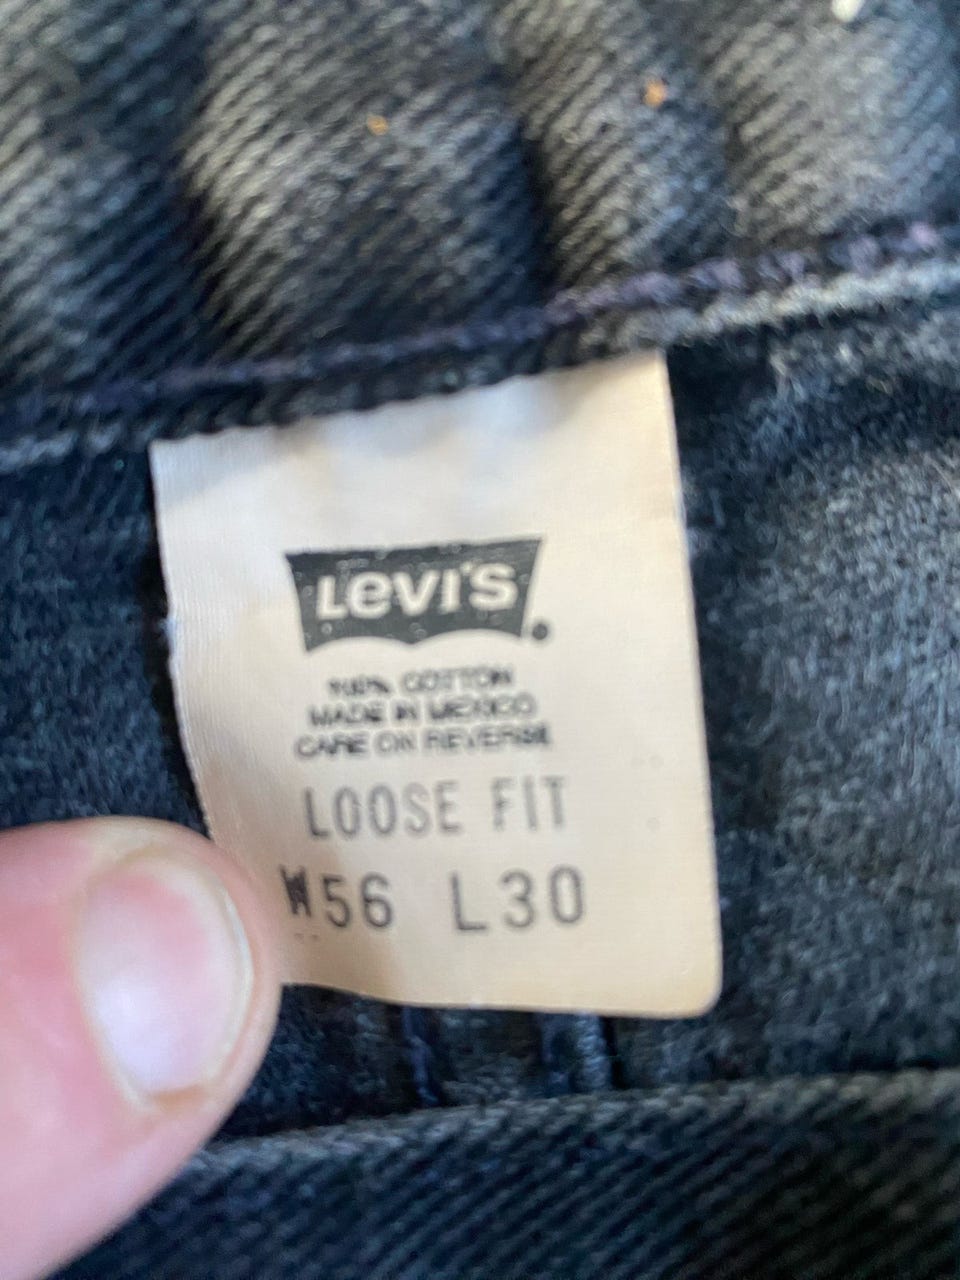 LEVI'S
100% COTTON
MADE IN MEXICO
CARE ON REVERSE
LOOSE FIT
W56 L30